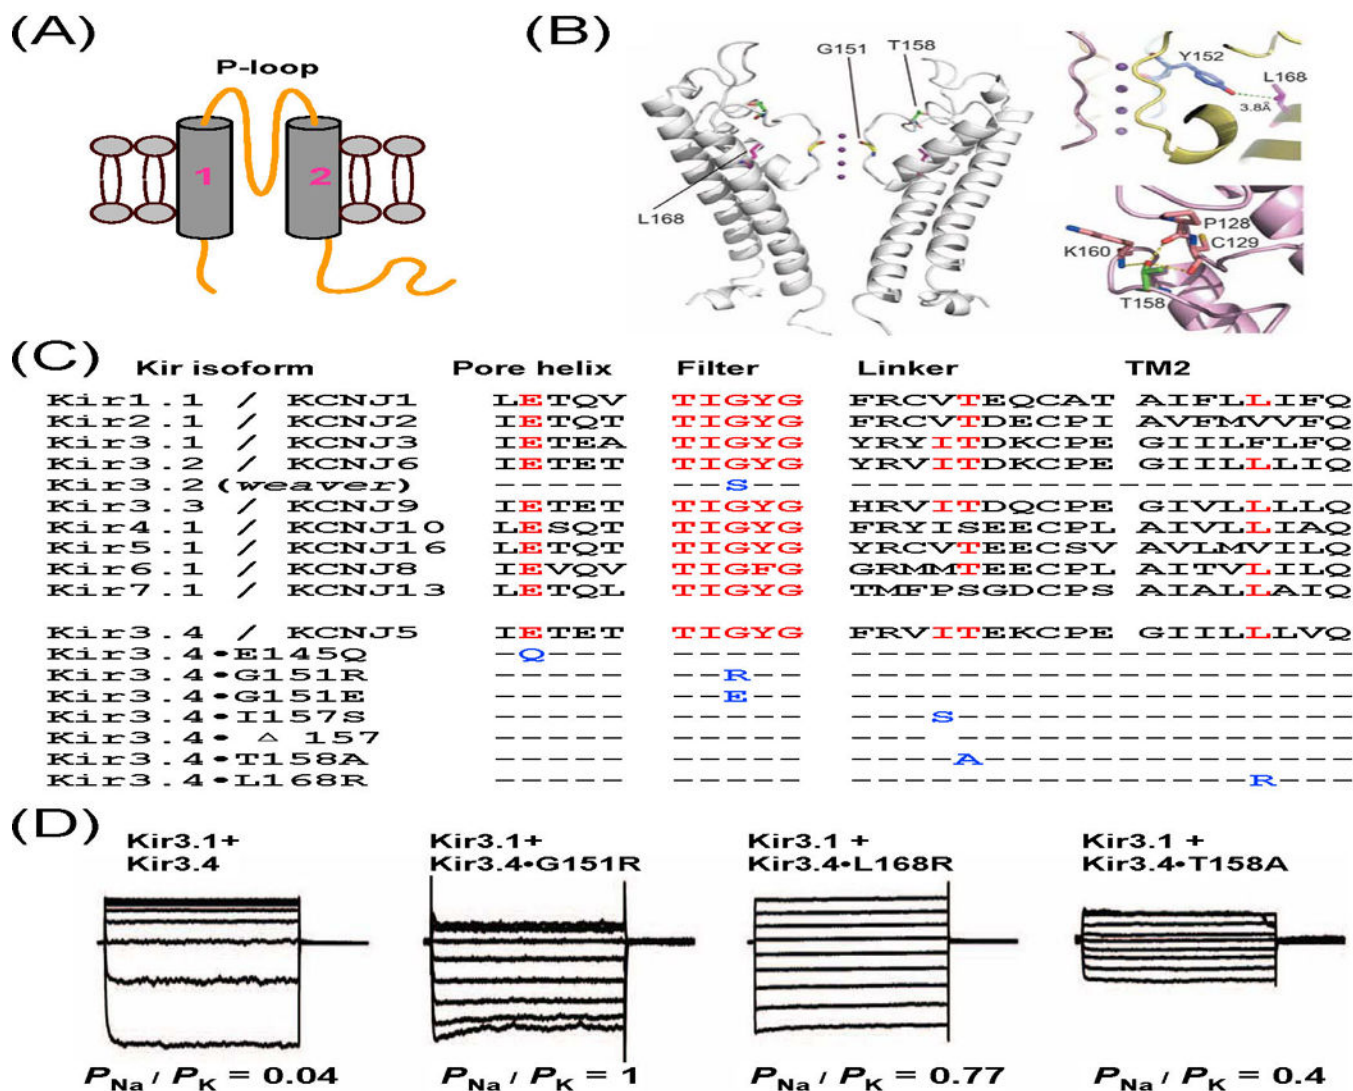 (A)
P-loop
1 2
(B)
G151 T158
L168
Y152
L168
3.8Å
P128
C129
K160
T158
(C)
Kir isoform Pore helix Filter Linker TM2
Kir1.1 / KCNJ1 LETQV TIGYG FRCVTEQCAT AIFLLLIFQ
Kir2.1 / KCNJ2 IETQT TIGYG FRCVTDECPI AVFMVVFQ
Kir3.1 / KCNJ3 IETEA TIGYG YRYITDKCPE GIILFLFQ
Kir3.2 / KCNJ6 IETET TIGYG YRVITDKCPE GIILLLIQ
Kir3.2 (weaver) -----  --S-- ---------- --------
Kir3.3 / KCNJ9 IETET TIGYG HRVITDQCPE GIVLLLLQ
Kir4.1 / KCNJ10 LESQT TIGYG FRYISEECPL AIVLLIAQ
Kir5.1 / KCNJ16 LETQT TIGYG YRCVTEECSV AVLMVILQ
Kir6.1 / KCNJ8 IEVQV TIGFG GRMMTEECPL AITVLILQ
Kir7.1 / KCNJ13 LETQL TIGYG TMFPSGDCPS AIALLAIQ
Kir3.4 / KCNJ5 IETET TIGYG FRVITEKCPE GIILLLVQ
Kir3.4•E145Q -Q--- ----- ---------- --------
Kir3.4•G151R ----- --R-- ---------- --------
Kir3.4•G151E ----- --E-- ---------- --------
Kir3.4•I157S ----- ----- ---S------ --------
Kir3.4• △ 157 ----- ----- --- ------ --------
Kir3.4•T158A ----- ----- ----A----- --------
Kir3.4•L168R ----- ----- ---------- -----R---
(D)
Kir3.1+ Kir3.1+ Kir3.1 + Kir3.1 +
Kir3.4 Kir3.4•G151R Kir3.4•L168R Kir3.4•T158A
PNa / PK = 0.04 PNa / PK = 1 PNa / PK = 0.77 PNa / PK = 0.4